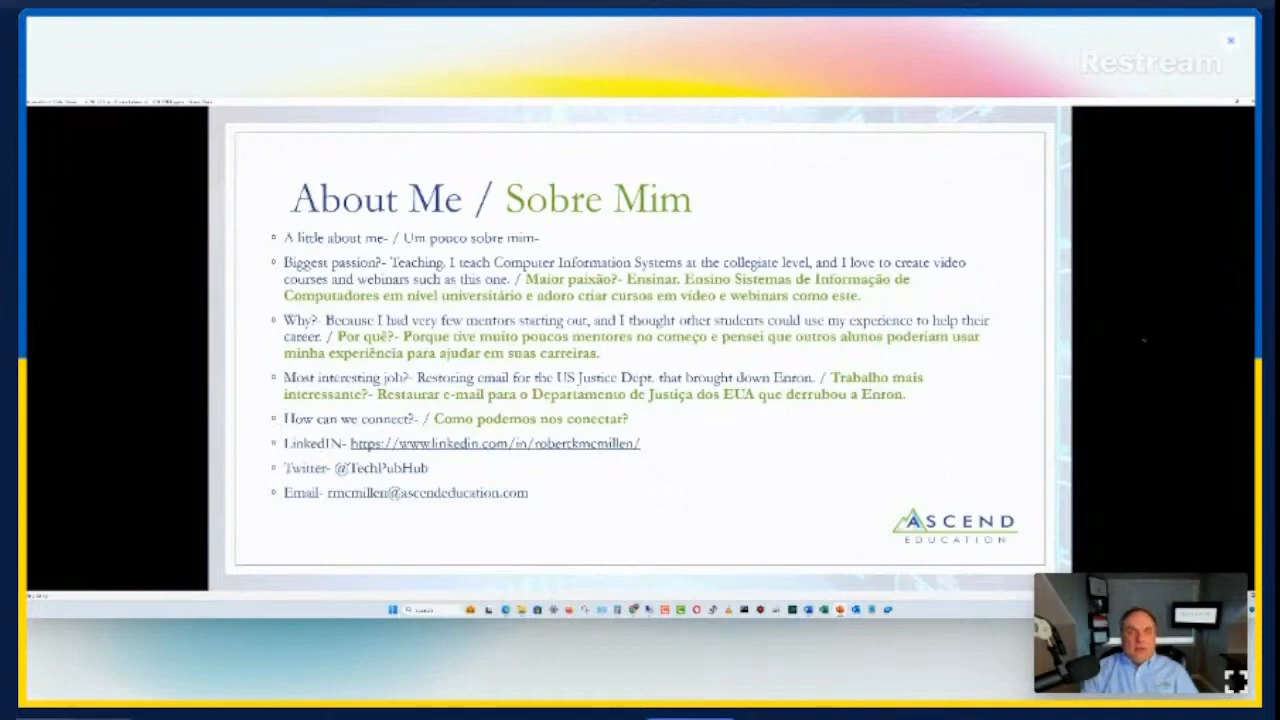 Restream
About Me / Sobre Mim
A little about me- / Um pouco sobre mim-
Biggest passion?- Teaching. I teach Computer Information Systems at the collegiate level, and I love to create video
courses and webinars such as this one. / Maior paixão?- Ensinar. Ensino Sistemas de Informação de
Computadores em nível universitário e adoro criar cursos em vídeo e webinars como este.
Why?- Because I had very few mentors starting out, and I thought other students could use my experience to help their
career. / Por quê?- Porque tive muito poucos mentores no começo e pensei que outros alunos poderiam usar
minha experiência para ajudar em suas carreiras.
Most interesting job?- Restoring email for the US Justice Dept. that brought down Enron. / Trabalho mais
interessante?- Restaurar e-mail para o Departamento de Justiça dos EUA que derrubou a Enron.
How can we connect?- / Como podemos nos conectar?
LinkedIN- https://www.linkedin.com/in/robertkmcmillen/
Twitter- @TechPubHub
Email- rmcmillen@ascendeducation.com
ASCEND
EDUCATION
Search